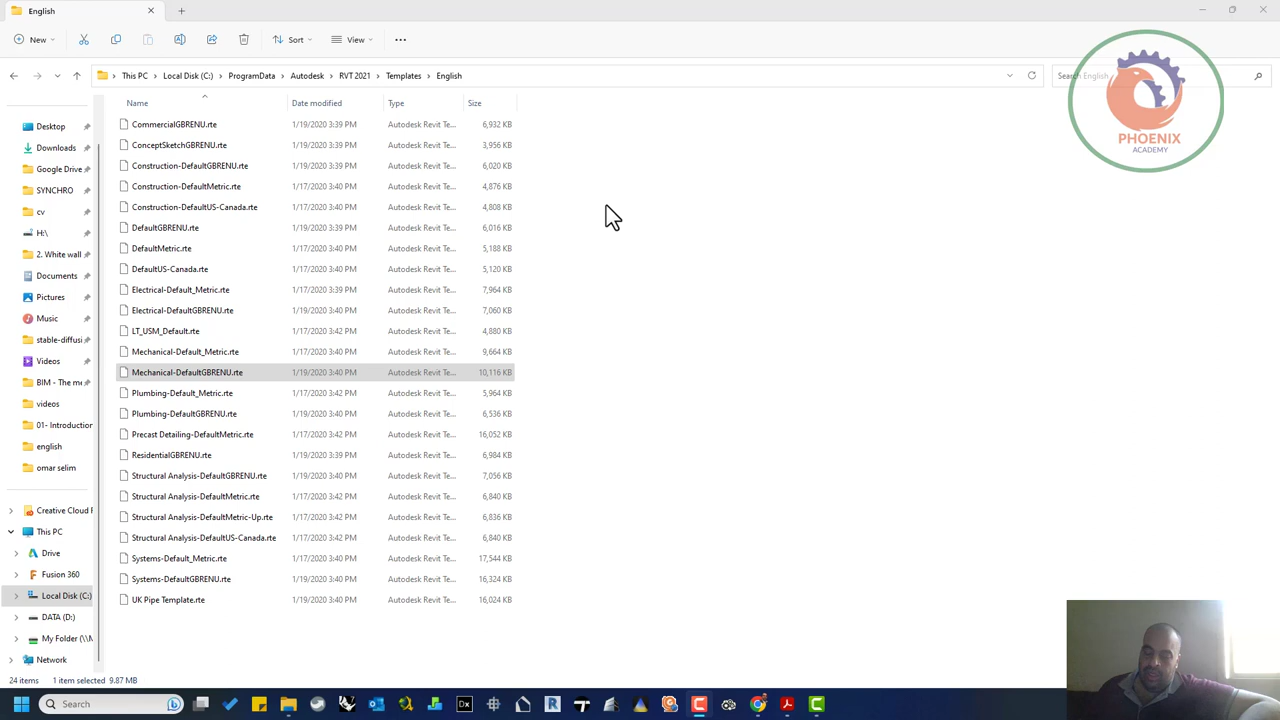 English
New
Sort
View
This PC
Local Disk (C:)
ProgramData
Autodesk
RVT 2021
Templates
English
Search English
PHOENIX
ACADEMY
Name
Date modified
Type
Size
Desktop
Downloads
Google Drive
SYNCHRO
cv
H:\
2. White wall
Documents
Pictures
Music
stable-diffusi
Videos
BIM - The me
videos
01- Introduction
english
omar selim
Creative Cloud F
This PC
Drive
Fusion 360
Local Disk (C:)
DATA (D:)
My Folder (\\M
Network
CommercialGBRENU.rte 1/19/2020 3:39 PM Autodesk Revit Te... 6,932 KB
ConceptSketchGBRENU.rte 1/19/2020 3:39 PM Autodesk Revit Te... 3,956 KB
Construction-DefaultGBRENU.rte 1/19/2020 3:39 PM Autodesk Revit Te... 6,020 KB
Construction-DefaultMetric.rte 1/17/2020 3:40 PM Autodesk Revit Te... 4,876 KB
Construction-DefaultUS-Canada.rte 1/17/2020 3:40 PM Autodesk Revit Te... 4,808 KB
DefaultGBRENU.rte 1/19/2020 3:39 PM Autodesk Revit Te... 6,016 KB
DefaultMetric.rte 1/17/2020 3:40 PM Autodesk Revit Te... 5,188 KB
DefaultUS-Canada.rte 1/17/2020 3:40 PM Autodesk Revit Te... 5,120 KB
Electrical-Default_Metric.rte 1/17/2020 3:39 PM Autodesk Revit Te... 7,964 KB
Electrical-DefaultGBRENU.rte 1/19/2020 3:40 PM Autodesk Revit Te... 7,060 KB
LT_USM_Default.rte 1/17/2020 3:42 PM Autodesk Revit Te... 4,880 KB
Mechanical-Default_Metric.rte 1/17/2020 3:40 PM Autodesk Revit Te... 9,664 KB
Mechanical-DefaultGBRENU.rte 1/19/2020 3:40 PM Autodesk Revit Te... 10,116 KB
Plumbing-Default_Metric.rte 1/17/2020 3:42 PM Autodesk Revit Te... 5,964 KB
Plumbing-DefaultGBRENU.rte 1/19/2020 3:40 PM Autodesk Revit Te... 6,536 KB
Precast Detailing-DefaultMetric.rte 1/17/2020 3:42 PM Autodesk Revit Te... 16,052 KB
ResidentialGBRENU.rte 1/19/2020 3:39 PM Autodesk Revit Te... 6,984 KB
Structural Analysis-DefaultGBRENU.rte 1/19/2020 3:40 PM Autodesk Revit Te... 7,056 KB
Structural Analysis-DefaultMetric.rte 1/17/2020 3:42 PM Autodesk Revit Te... 6,840 KB
Structural Analysis-DefaultMetric-Up.rte 1/17/2020 3:42 PM Autodesk Revit Te... 6,836 KB
Structural Analysis-DefaultUS-Canada.rte 1/17/2020 3:42 PM Autodesk Revit Te... 6,840 KB
Systems-Default_Metric.rte 1/17/2020 3:40 PM Autodesk Revit Te... 17,544 KB
Systems-DefaultGBRENU.rte 1/19/2020 3:40 PM Autodesk Revit Te... 16,324 KB
UK Pipe Template.rte 1/19/2020 3:40 PM Autodesk Revit Te... 16,024 KB
24 items 1 item selected 9.87 MB
Search
Dx
R